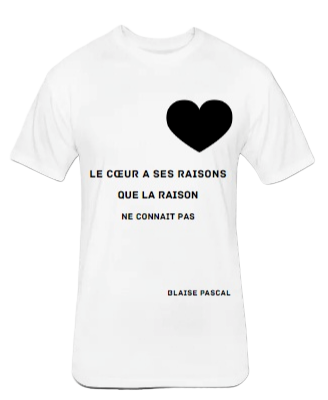 LE CŒUR A SES RAISONS
QUE LA RAISON
NE CONNAIT PAS
BLAISE PASCAL